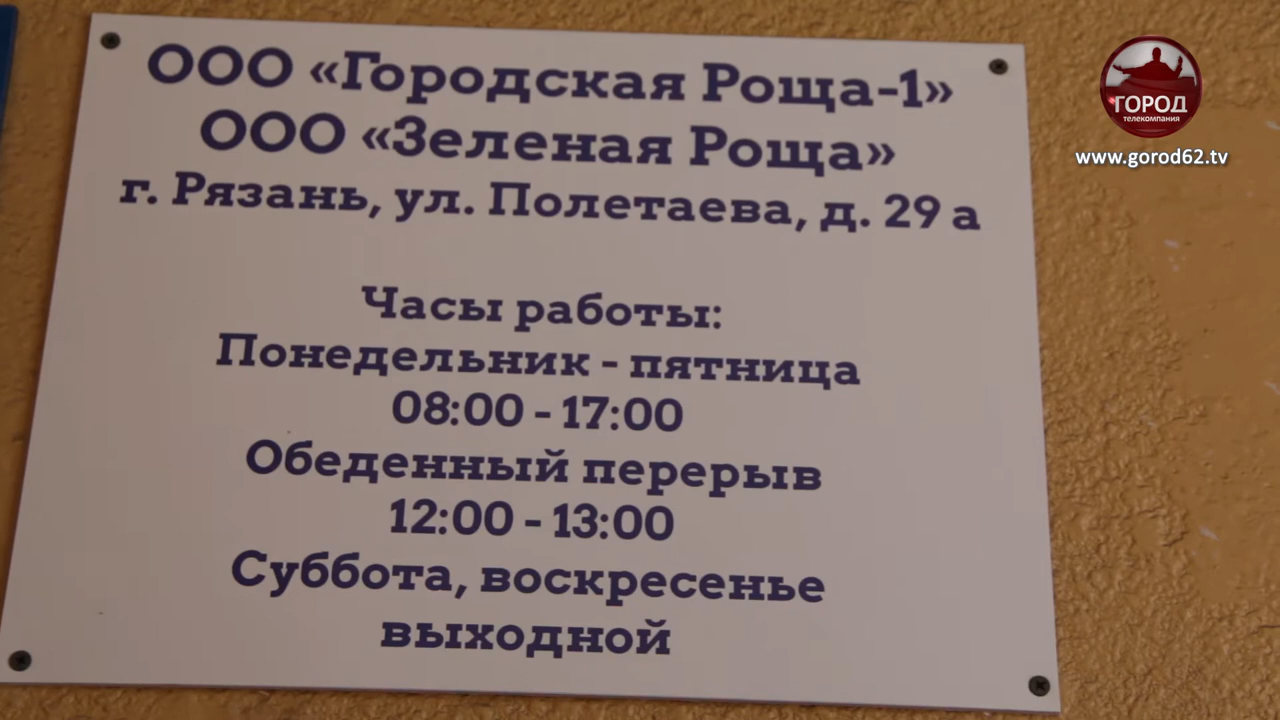 ООО «Городская Роща-1»
ООО «Зеленая Роща»
г. Рязань, ул. Полетаева, д. 29 а
Часы работы:
Понедельник - пятница
08:00 - 17:00
Обеденный перерыв
12:00 - 13:00
Суббота, воскресенье
выходной
ГОРОД
телекомпания
www.gorod62.tv